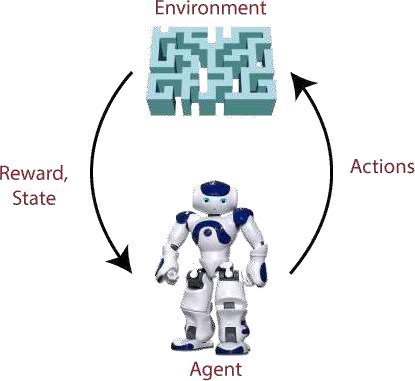 Environment
Reward,
State
Actions
Agent